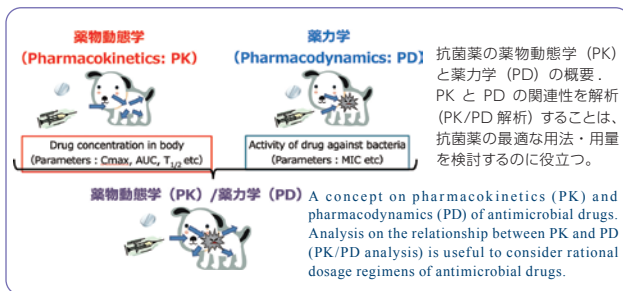 薬物動態学
(Pharmacokinetics: PK)
薬力学
(Pharmacodynamics: PD)
Drug concentration in body
(Parameters : Cmax, AUC, T1/2 etc)
Activity of drug against bacteria
(Parameters : MIC etc)
薬物動態学（PK）/薬力学（PD）
抗菌薬の薬物動態学（PK）
と薬力学（PD）の概要．
PK と PD の関連性を解析
（PK/PD 解析）することは、
抗菌薬の最適な用法・用量
を検討するのに役立つ。
A concept on pharmacokinetics (PK) and
pharmacodynamics (PD) of antimicrobial drugs.
Analysis on the relationship between PK and PD
(PK/PD analysis) is useful to consider rational
dosage regimens of antimicrobial drugs.